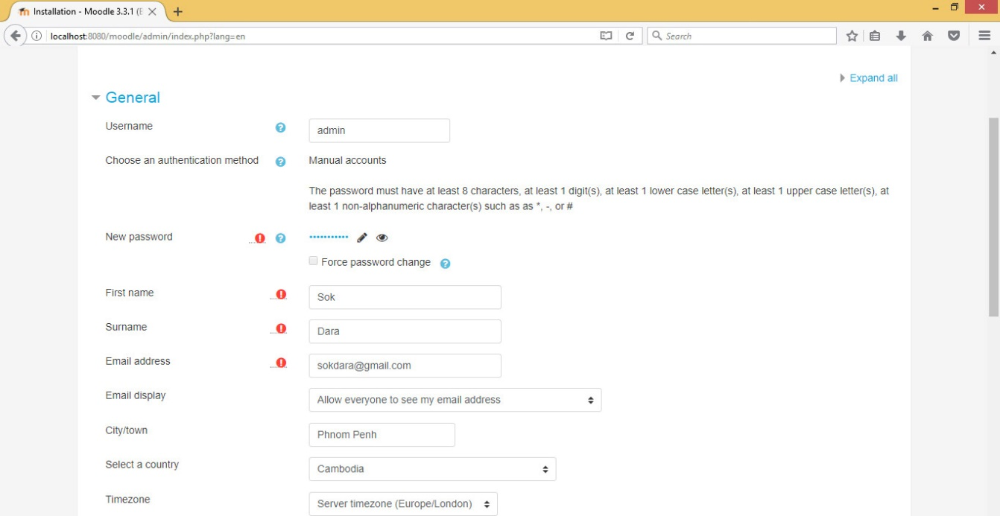 Installation - Moodle 3.3.1 (
localhost:8080/moodle/admin/index.php?lang=en
Search
Expand all
General
Username
admin
Choose an authentication method
Manual accounts
The password must have at least 8 characters, at least 1 digit(s), at least 1 lower case letter(s), at least 1 upper case letter(s), at
least 1 non-alphanumeric character(s) such as as *, -, or #
New password
Force password change
First name
Sok
Surname
Dara
Email address
sokdara@gmail.com
Email display
Allow everyone to see my email address
City/town
Phnom Penh
Select a country
Cambodia
Timezone
Server timezone (Europe/London)